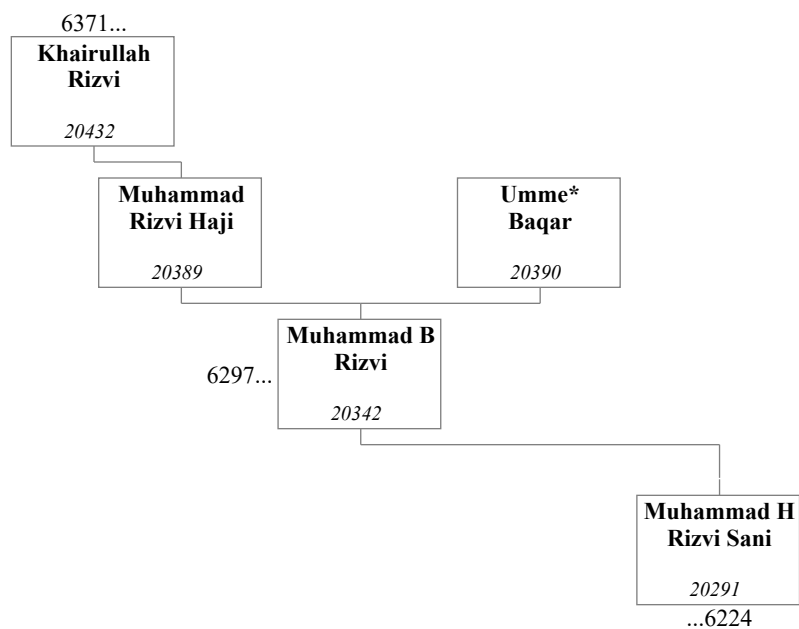 6371...
Khairullah
Rizvi
20432
Muhammad
Rizvi Haji
20389
Umme*
Baqar
20390
Muhammad B
Rizvi
20342
6297...
Muhammad H
Rizvi Sani
20291
...6224